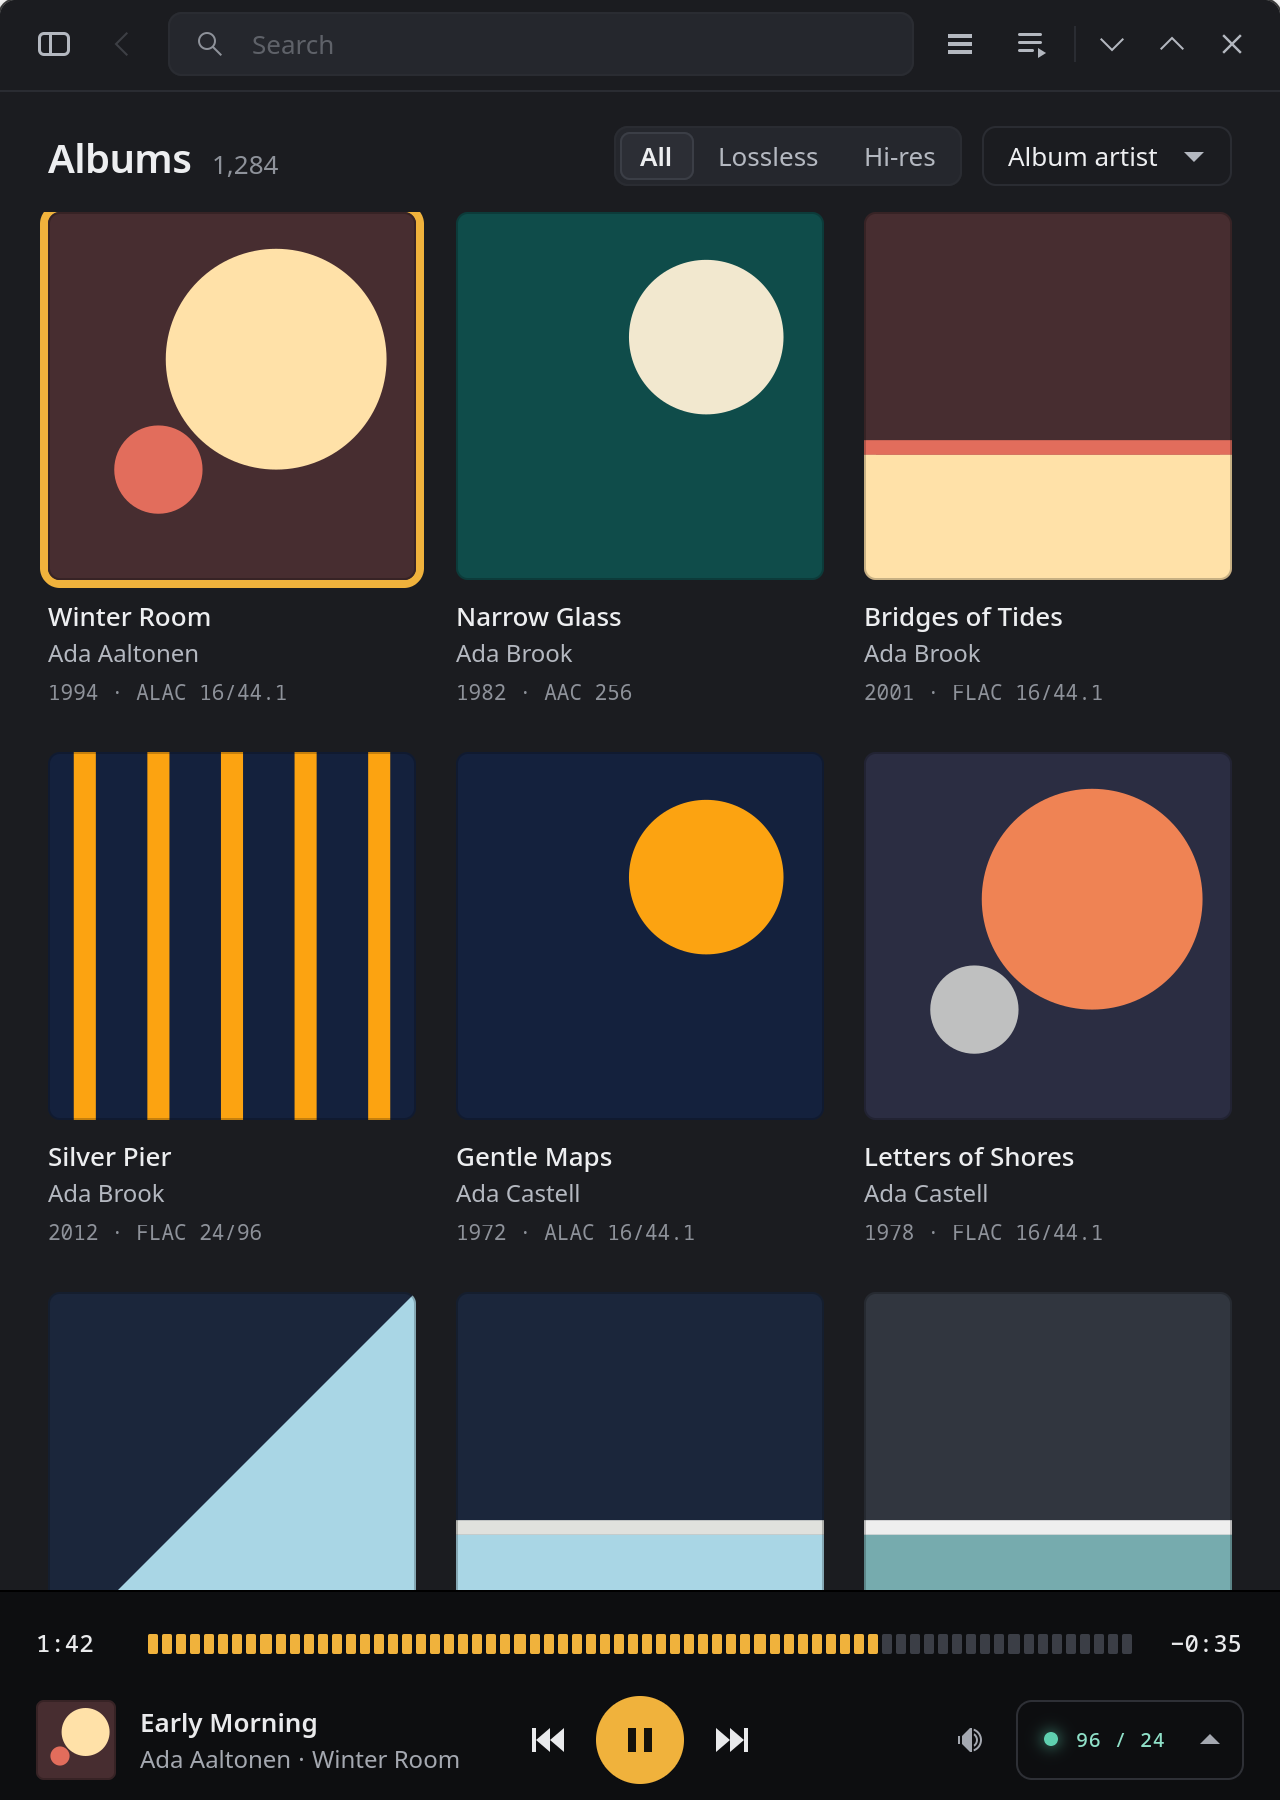 Search
Albums 1,284
All Lossless Hi-res Album artist
Winter Room
Ada Aaltonen
1994 · ALAC 16/44.1
Narrow Glass
Ada Brook
1982 · AAC 256
Bridges of Tides
Ada Brook
2001 · FLAC 16/44.1
Silver Pier
Ada Brook
2012 · FLAC 24/96
Gentle Maps
Ada Castell
1972 · ALAC 16/44.1
Letters of Shores
Ada Castell
1978 · FLAC 16/44.1
1:42 −0:35
Early Morning
Ada Aaltonen · Winter Room
96 / 24